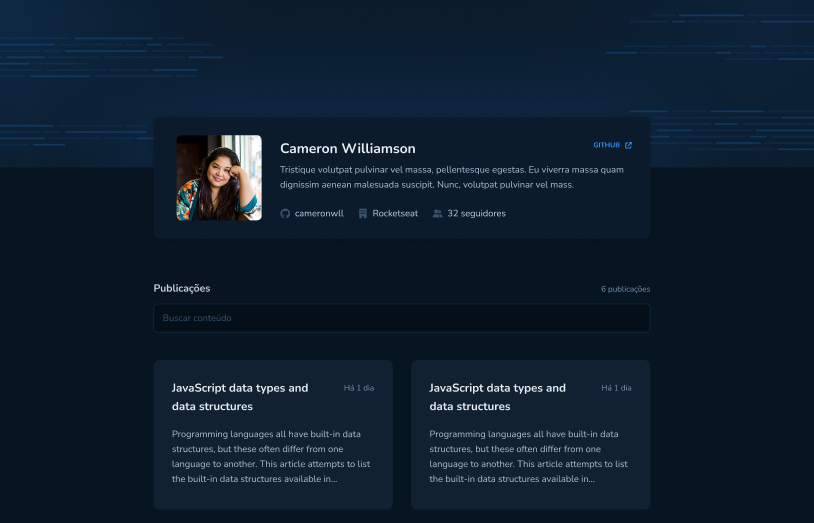 Cameron Williamson
GITHUB
Tristique volutpat pulvinar vel massa, pellentesque egestas. Eu viverra massa quam
dignissim aenean malesuada suscipit. Nunc, volutpat pulvinar vel mass.
cameronwll Rocketseat 32 seguidores
Publicações
6 publicações
Buscar conteúdo
JavaScript data types and
data structures
Há 1 dia
Programming languages all have built-in data
structures, but these often differ from one
language to another. This article attempts to list
the built-in data structures available in...
JavaScript data types and
data structures
Há 1 dia
Programming languages all have built-in data
structures, but these often differ from one
language to another. This article attempts to list
the built-in data structures available in...